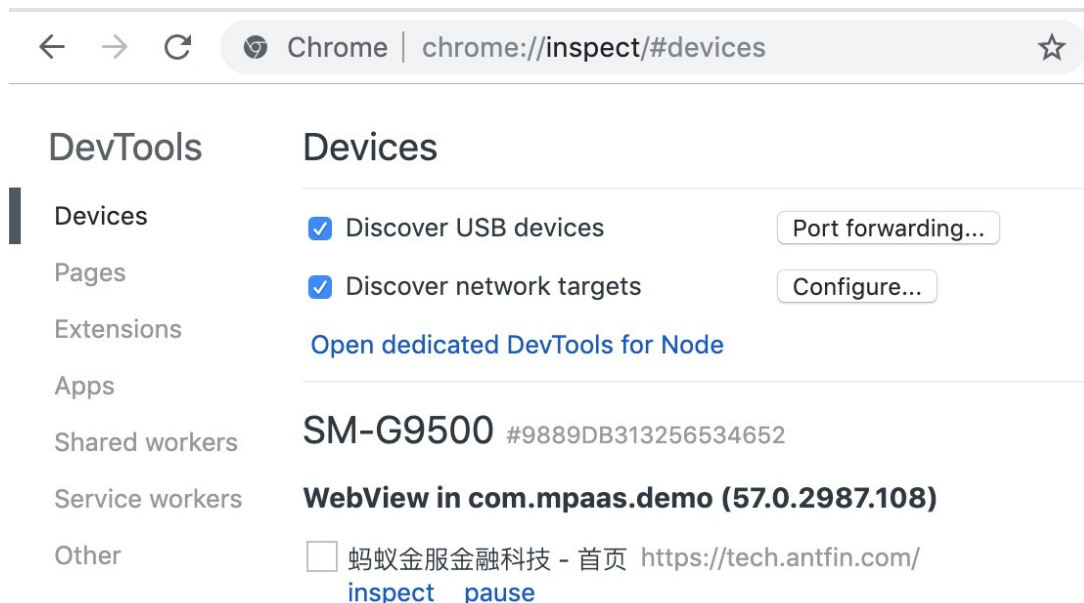 Chrome | chrome://inspect/#devices
DevTools
Devices
Pages
Extensions
Apps
Shared workers
Service workers
Other
Devices
Discover USB devices
Port forwarding...
Discover network targets
Configure...
Open dedicated DevTools for Node
SM-G9500 #9889DB313256534652
WebView in com.mpaas.demo (57.0.2987.108)
蚂蚁金服金融科技 - 首页 https://tech.antfin.com/
inspect pause